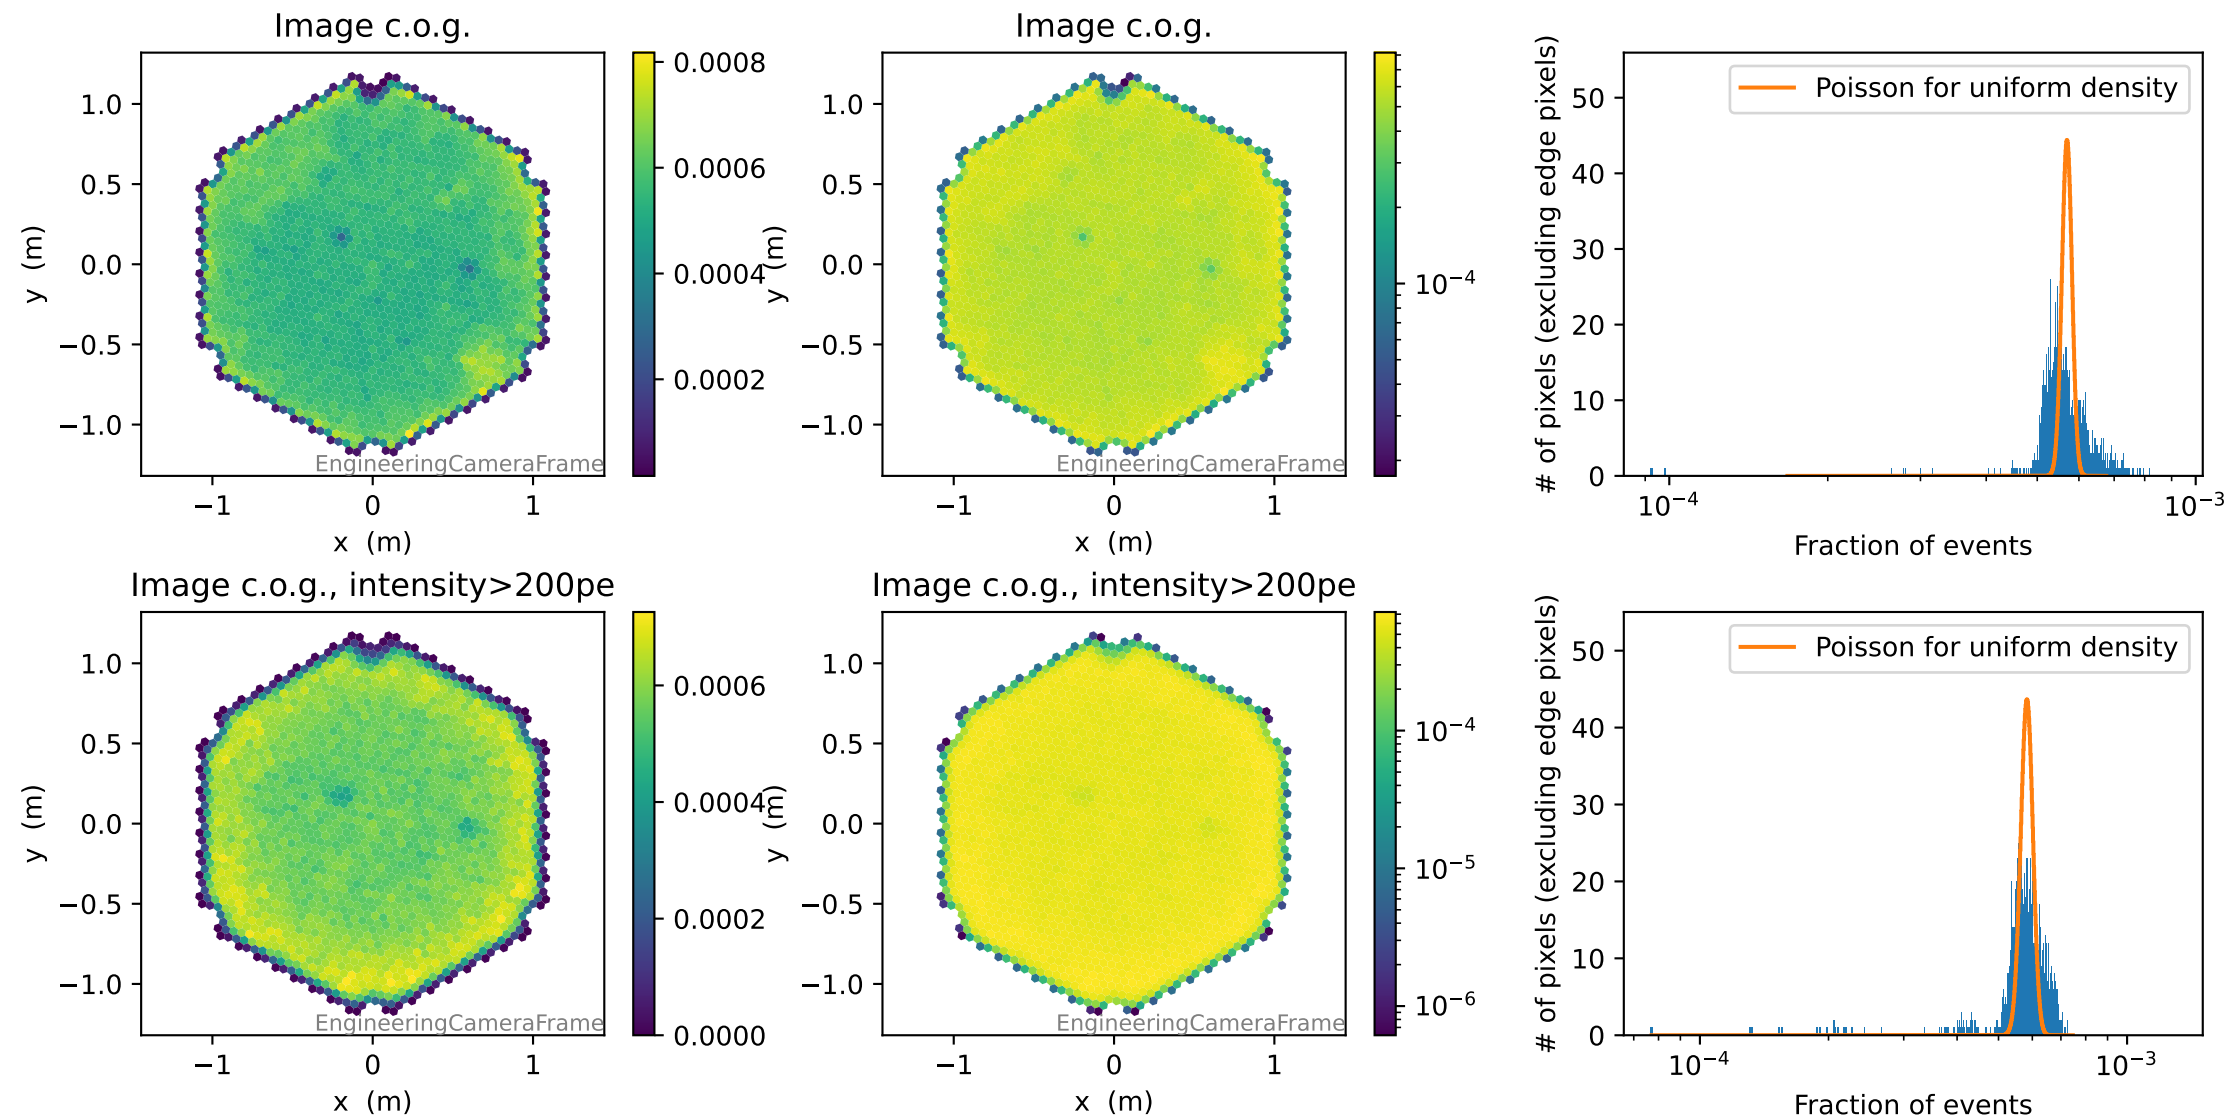 Image c.o.g.
y (m)
1.0
0.5
0.0
−0.5
−1.0
−1
0
1
x (m)
EngineeringCameraFrame
0.0008
0.0006
0.0004
0.0002
Image c.o.g.
y (m)
1.0
0.5
0.0
−0.5
−1.0
−1
0
1
x (m)
EngineeringCameraFrame
10−4
# of pixels (excluding edge pixels)
50
40
30
20
10
0
Poisson for uniform density
10−4
10−3
Fraction of events
Image c.o.g., intensity>200pe
y (m)
1.0
0.5
0.0
−0.5
−1.0
−1
0
1
x (m)
EngineeringCameraFrame
0.0006
0.0004
0.0002
0.0000
Image c.o.g., intensity>200pe
y (m)
1.0
0.5
0.0
−0.5
−1.0
−1
0
1
x (m)
EngineeringCameraFrame
10−4
10−5
10−6
# of pixels (excluding edge pixels)
50
40
30
20
10
0
Poisson for uniform density
10−4
10−3
Fraction of events